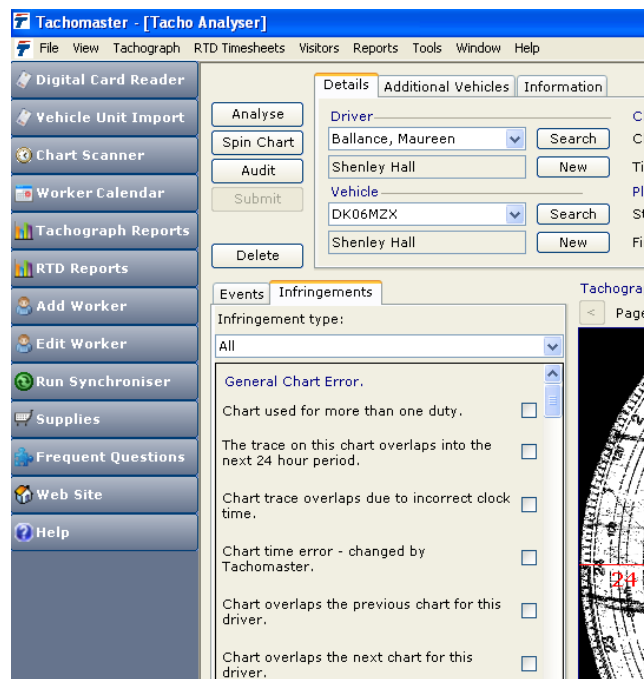 Tachomaster - [Tacho Analyser]
File View Tachograph RTD Timesheets Visitors Reports Tools Window Help
Digital Card Reader
Vehicle Unit Import
Chart Scanner
Worker Calendar
Tachograph Reports
RTD Reports
Add Worker
Edit Worker
Run Synchroniser
Supplies
Frequent Questions
Web Site
Help
Analyse
Spin Chart
Audit
Submit
Delete
Details Additional Vehicles Information
Driver
Ballance, Maureen Search
Shenley Hall New
Vehicle
DK06MZX Search
Shenley Hall New
Events Infringements
Infringement type:
All
General Chart Error.
Chart used for more than one duty.
The trace on this chart overlaps into the
next 24 hour period.
Chart trace overlaps due to incorrect clock
time.
Chart time error - changed by
Tachomaster.
Chart overlaps the previous chart for this
driver.
Chart overlaps the next chart for this
driver.
< Page
24